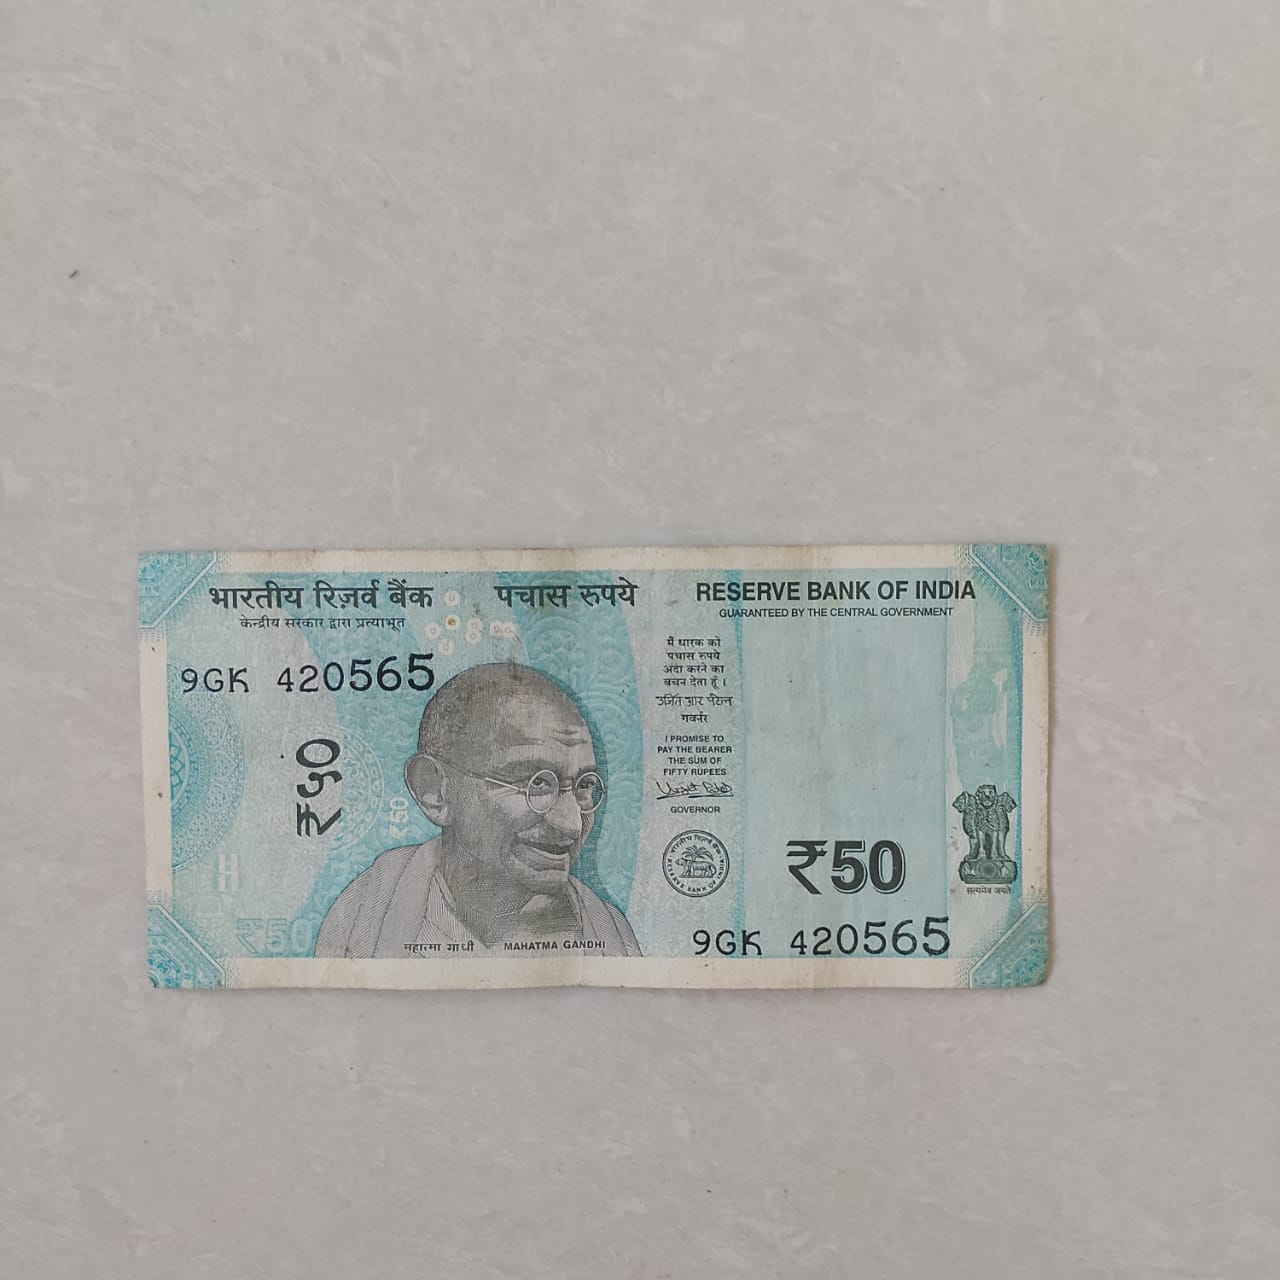 भारतीय रिज़र्व बैंक
केन्द्रीय सरकार द्वारा प्रत्याभूत
पचास रुपये
RESERVE BANK OF INDIA
GUARANTEED BY THE CENTRAL GOVERNMENT
9GK 420565
₹५०
₹50
₹50
मैं धारक को
पचास रुपये
अदा करने का
वचन देता हूँ।
उर्जित आर पटेल
गवर्नर
I PROMISE TO
PAY THE BEARER
THE SUM OF
FIFTY RUPEES
GOVERNOR
भारतीय रिज़र्व बैंक
RESERVE BANK OF INDIA
₹50
सत्यमेव जयते
महात्मा गांधी
MAHATMA GANDHI
9GK 420565